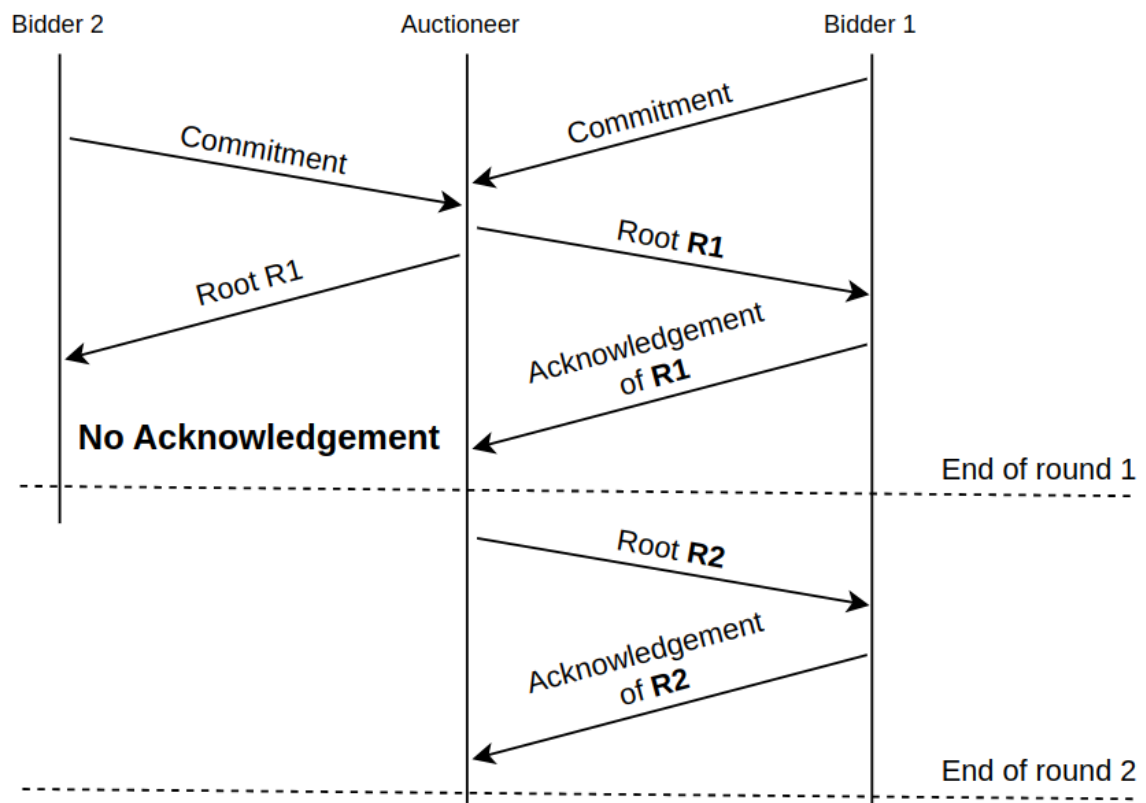 Bidder 2
Auctioneer
Bidder 1
Commitment
Commitment
Root R1
Root R1
Acknowledgement
of R1
No Acknowledgement
End of round 1
Root R2
Acknowledgement
of R2
End of round 2